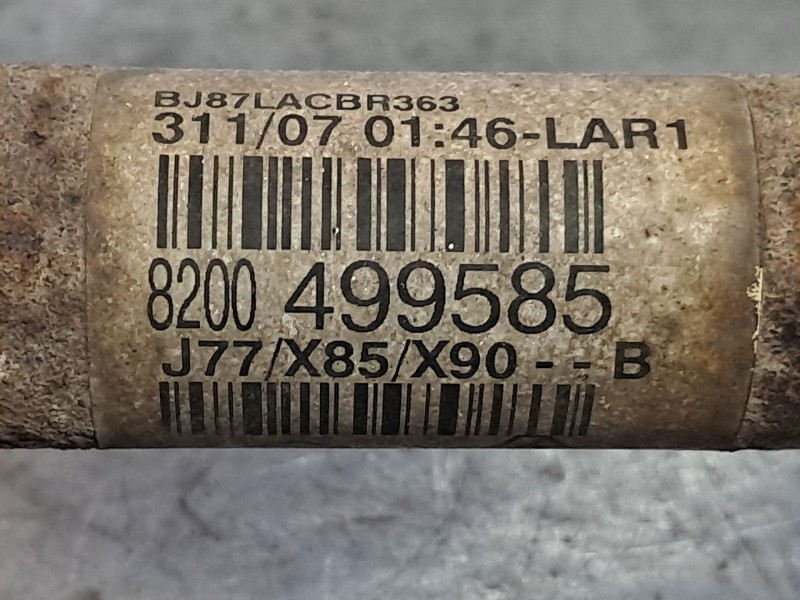 BJ87LACBR363
311/07 01:46-LAR1
8200 499585
J77/X85/X90 - - B